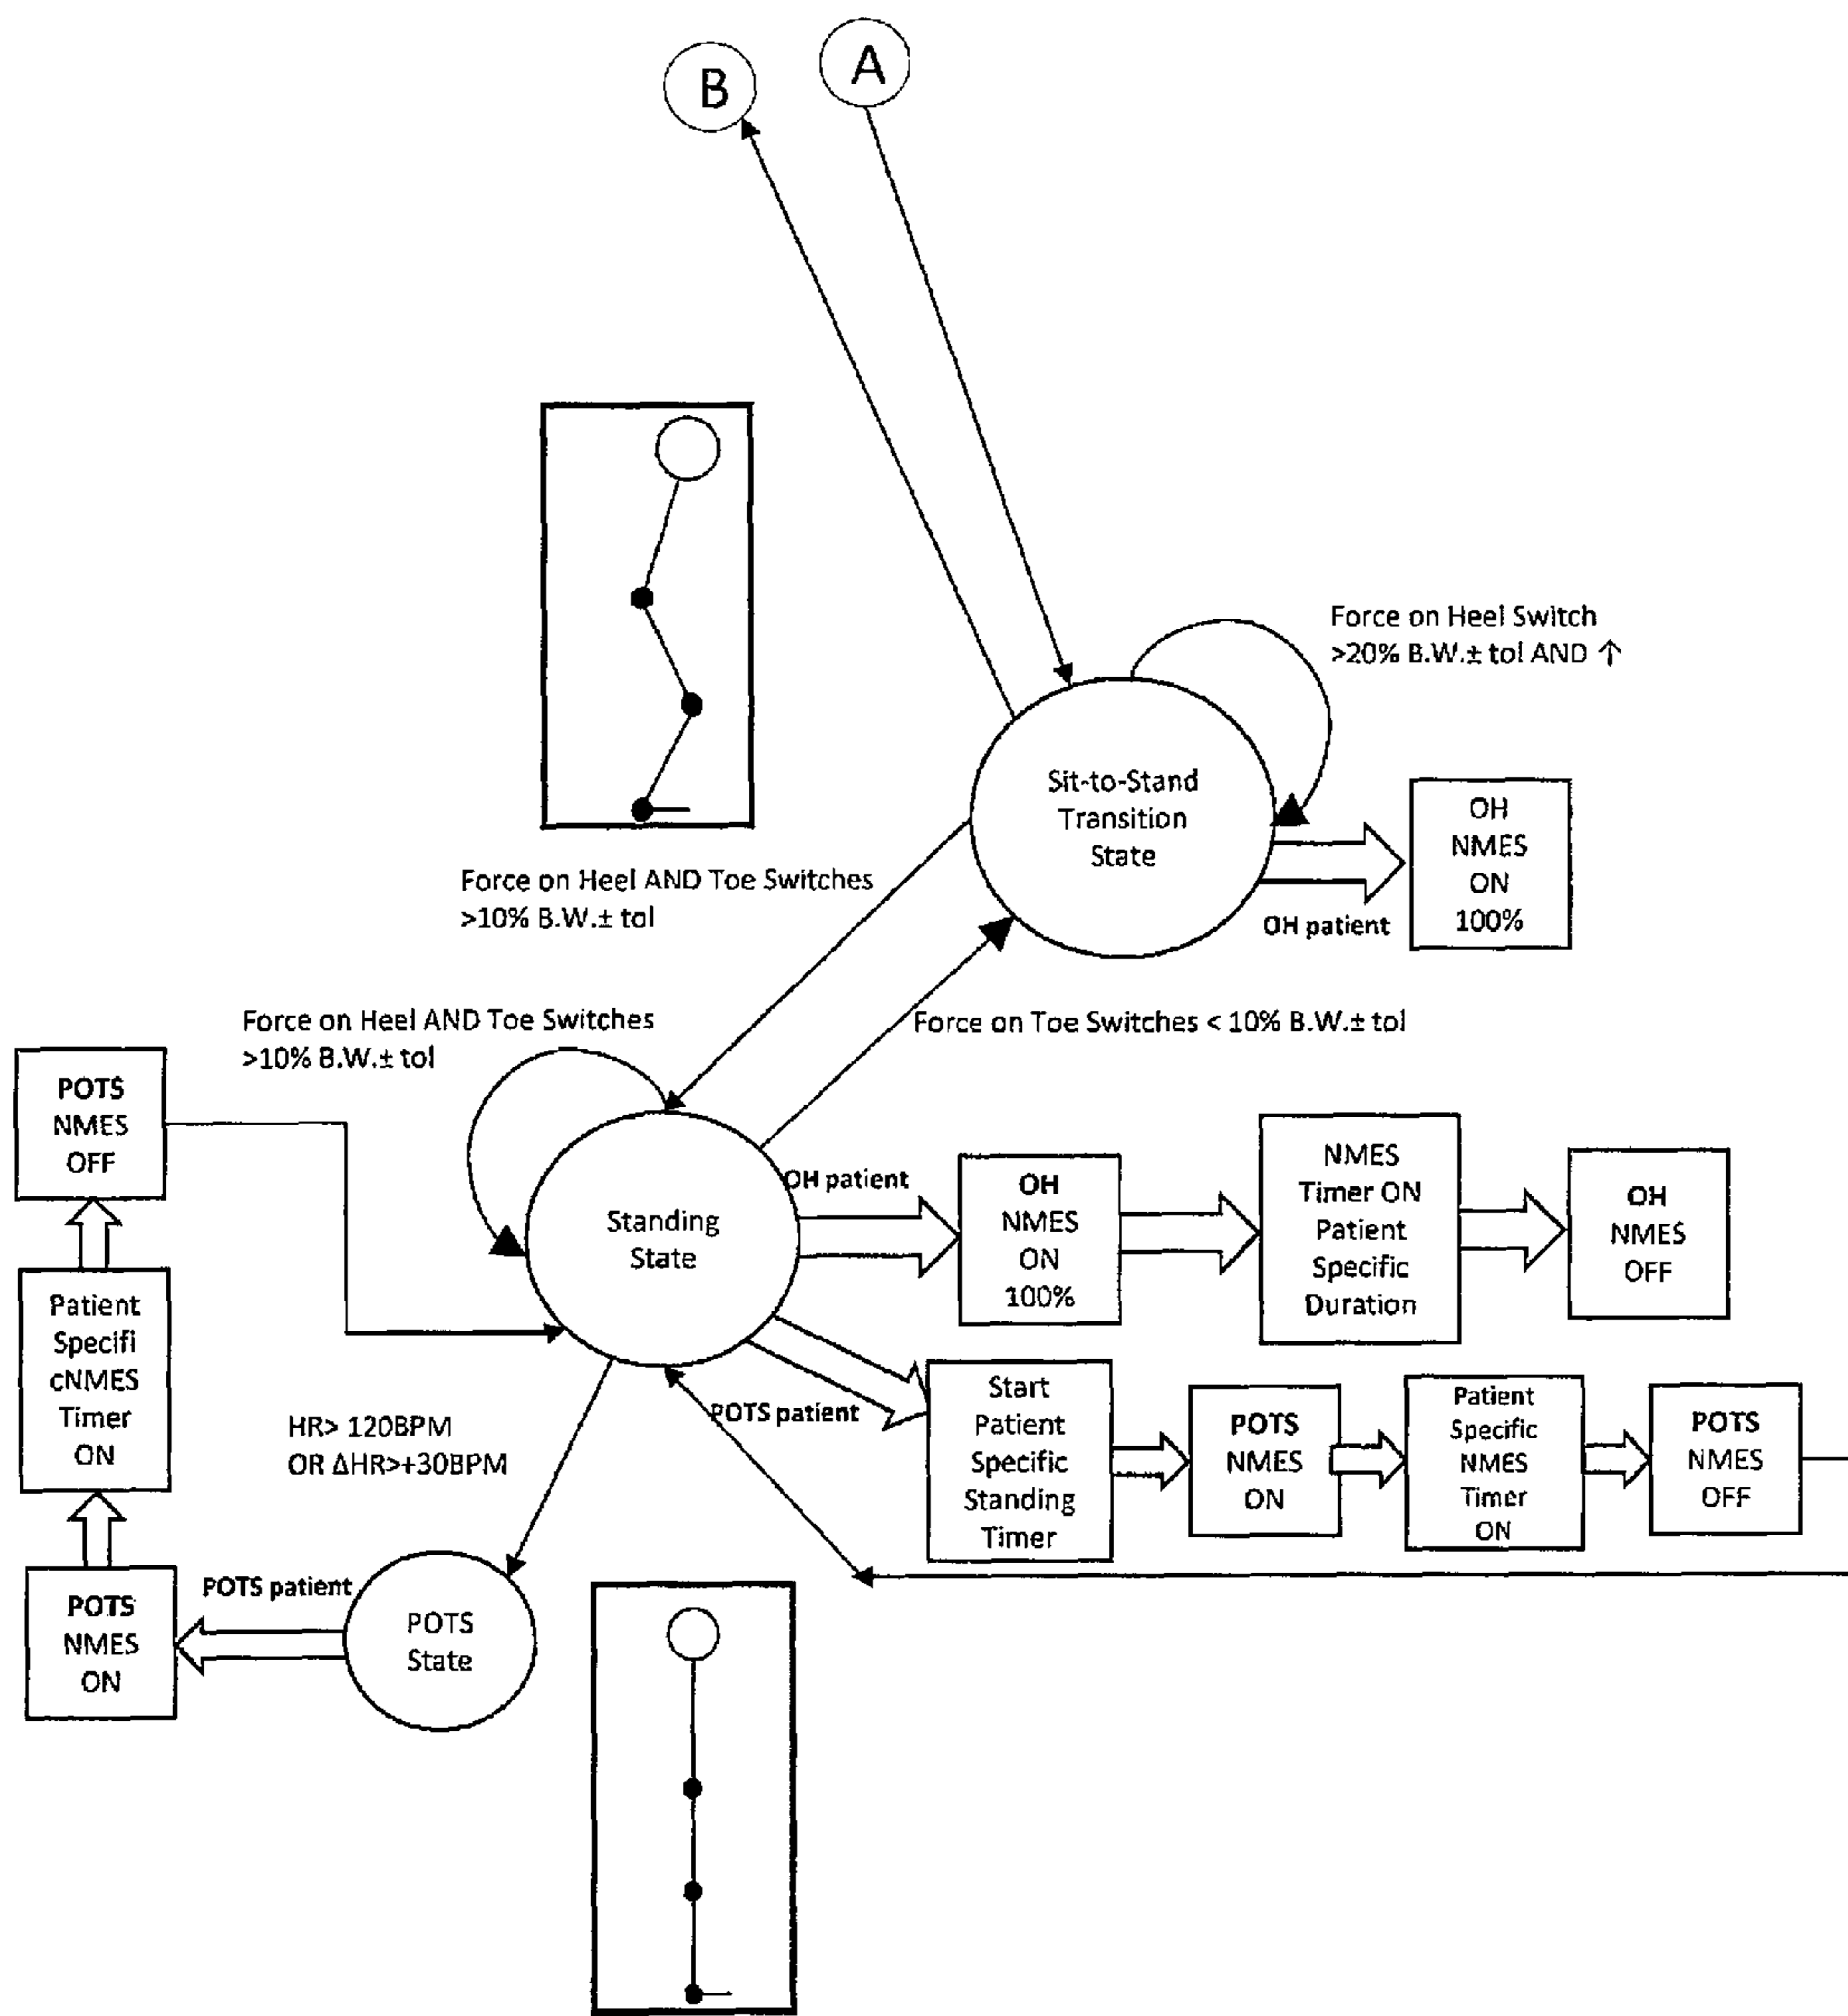 B
A
Force on Heel Switch
>20% B.W.± tol AND ↑
Sit-to-Stand
Transition
State
OH
NMES
ON
100%
OH patient
Force on Heel AND Toe Switches
>10% B.W.± tol
Force on Toe Switches < 10% B.W.± tol
Force on Heel AND Toe Switches
>10% B.W.± tol
POTS
NMES
OFF
Standing
State
OH patient
OH
NMES
ON
100%
NMES
Timer ON
Patient
Specific
Duration
OH
NMES
OFF
Patient
Specifi
cNMES
Timer
ON
HR> 120BPM
OR ΔHR>+30BPM
POTS patient
Start
Patient
Specific
Standing
Timer
POTS
NMES
ON
Patient
Specific
NMES
Timer
ON
POTS
NMES
OFF
POTS patient
POTS
NMES
ON
POTS
State